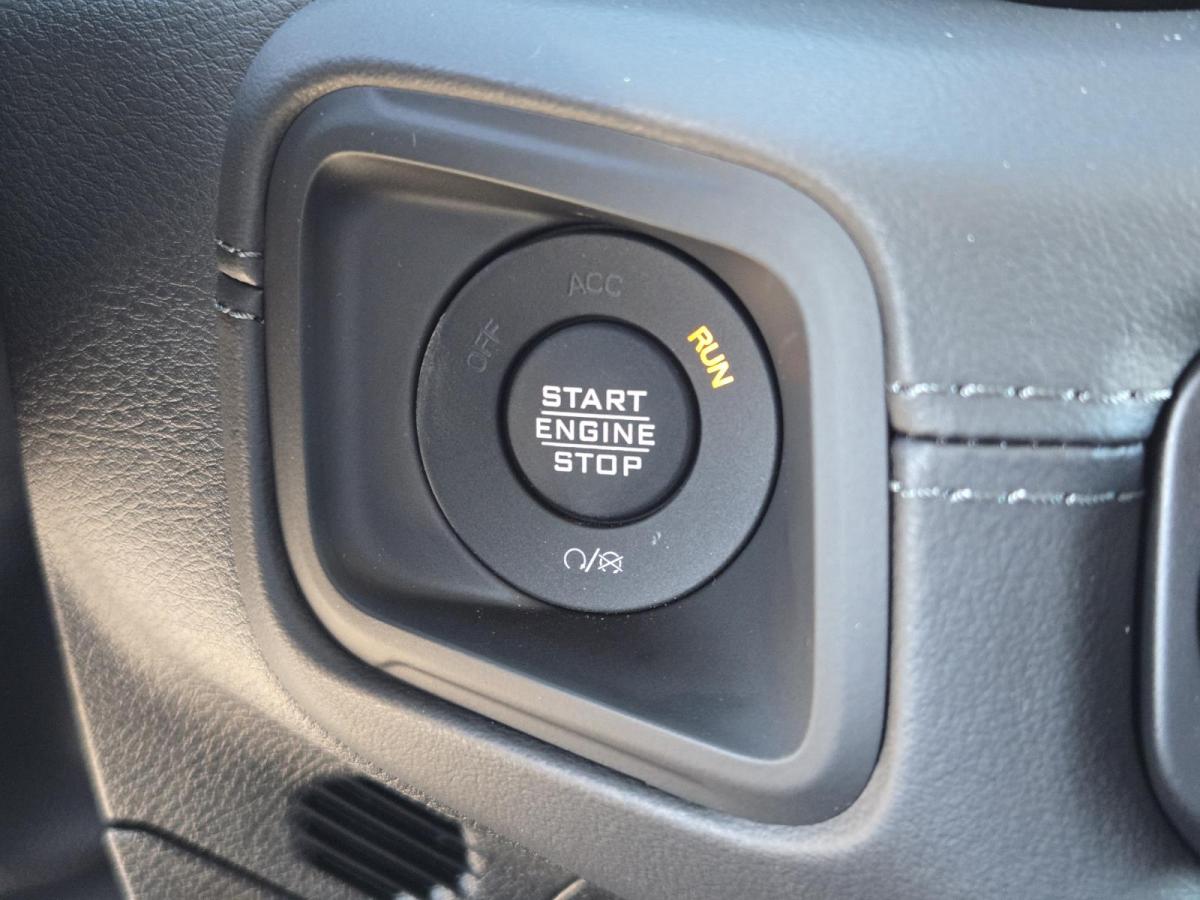 ACC
OFF
RUN
START
ENGINE
STOP